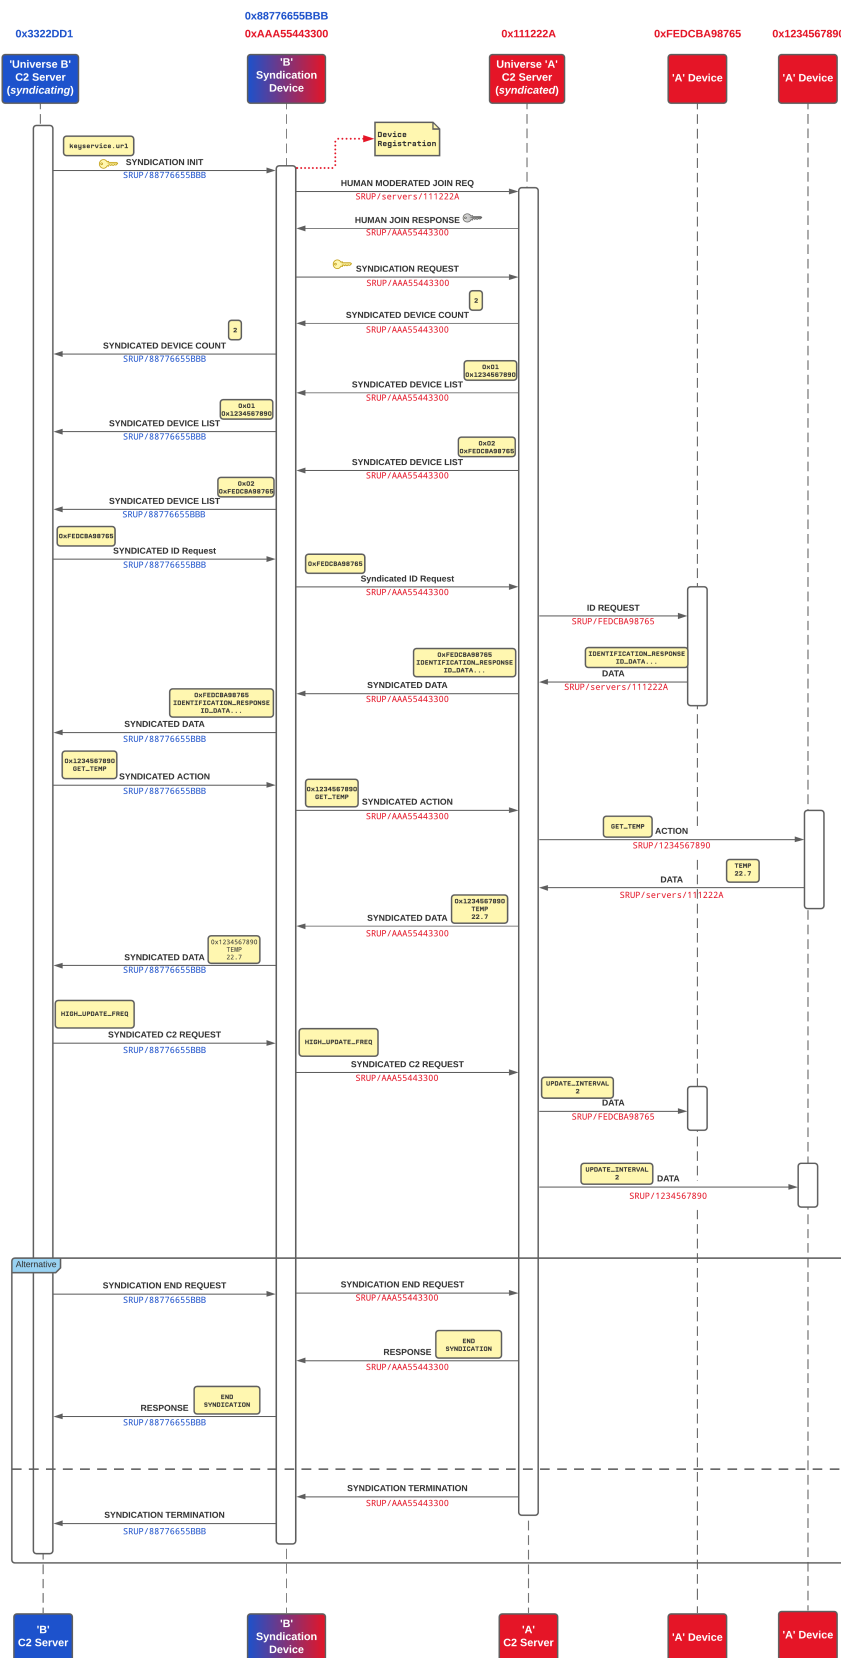 0x88776655BBB
0x3322DD1
0xAAA55443300
0x111222A
0xFEDCBA98765
0x1234567890
'Universe B'
C2 Server
(syndicating)
'B'
Syndication
Device
Universe 'A'
C2 Server
(syndicated)
'A' Device
'A' Device
keyservice.url
Device
Registration
SYNDICATION INIT
SRUP/88776655BBB
HUMAN MODERATED JOIN REQ
SRUP/servers/111222A
HUMAN JOIN RESPONSE
SRUP/AAA55443300
SYNDICATION REQUEST
SRUP/AAA55443300
2
SYNDICATED DEVICE COUNT
SRUP/AAA55443300
2
SYNDICATED DEVICE COUNT
SRUP/88776655BBB
0x01
0x1234567890
SYNDICATED DEVICE LIST
SRUP/AAA55443300
0x01
0x1234567890
SYNDICATED DEVICE LIST
SRUP/88776655BBB
0x02
0xFEDCBA98765
SYNDICATED DEVICE LIST
SRUP/AAA55443300
0x02
0xFEDCBA98765
SYNDICATED DEVICE LIST
SRUP/88776655BBB
0xFEDCBA98765
SYNDICATED ID Request
SRUP/88776655BBB
0xFEDCBA98765
Syndicated ID Request
SRUP/AAA55443300
ID REQUEST
SRUP/FEDCBA98765
IDENTIFICATION_RESPONSE
ID_DATA...
DATA
SRUP/servers/111222A
0xFEDCBA98765
IDENTIFICATION_RESPONSE
ID_DATA...
SYNDICATED DATA
SRUP/AAA55443300
0xFEDCBA98765
IDENTIFICATION_RESPONSE
ID_DATA...
SYNDICATED DATA
SRUP/88776655BBB
0x1234567890
GET_TEMP
SYNDICATED ACTION
SRUP/88776655BBB
0x1234567890
GET_TEMP
SYNDICATED ACTION
SRUP/AAA55443300
GET_TEMP
ACTION
SRUP/1234567890
TEMP
22.7
DATA
SRUP/servers/111222A
0x1234567890
TEMP
22.7
SYNDICATED DATA
SRUP/AAA55443300
0x1234567890
TEMP
22.7
SYNDICATED DATA
SRUP/88776655BBB
HIGH_UPDATE_FREQ
SYNDICATED C2 REQUEST
SRUP/88776655BBB
HIGH_UPDATE_FREQ
SYNDICATED C2 REQUEST
SRUP/AAA55443300
UPDATE_INTERVAL
2
DATA
SRUP/FEDCBA98765
UPDATE_INTERVAL
2
DATA
SRUP/1234567890
Alternative
SYNDICATION END REQUEST
SRUP/88776655BBB
SYNDICATION END REQUEST
SRUP/AAA55443300
END
SYNDICATION
RESPONSE
SRUP/AAA55443300
END
SYNDICATION
RESPONSE
SRUP/88776655BBB
SYNDICATION TERMINATION
SRUP/AAA55443300
SYNDICATION TERMINATION
SRUP/88776655BBB
'B'
C2 Server
'B'
Syndication
Device
'A'
C2 Server
'A' Device
'A' Device